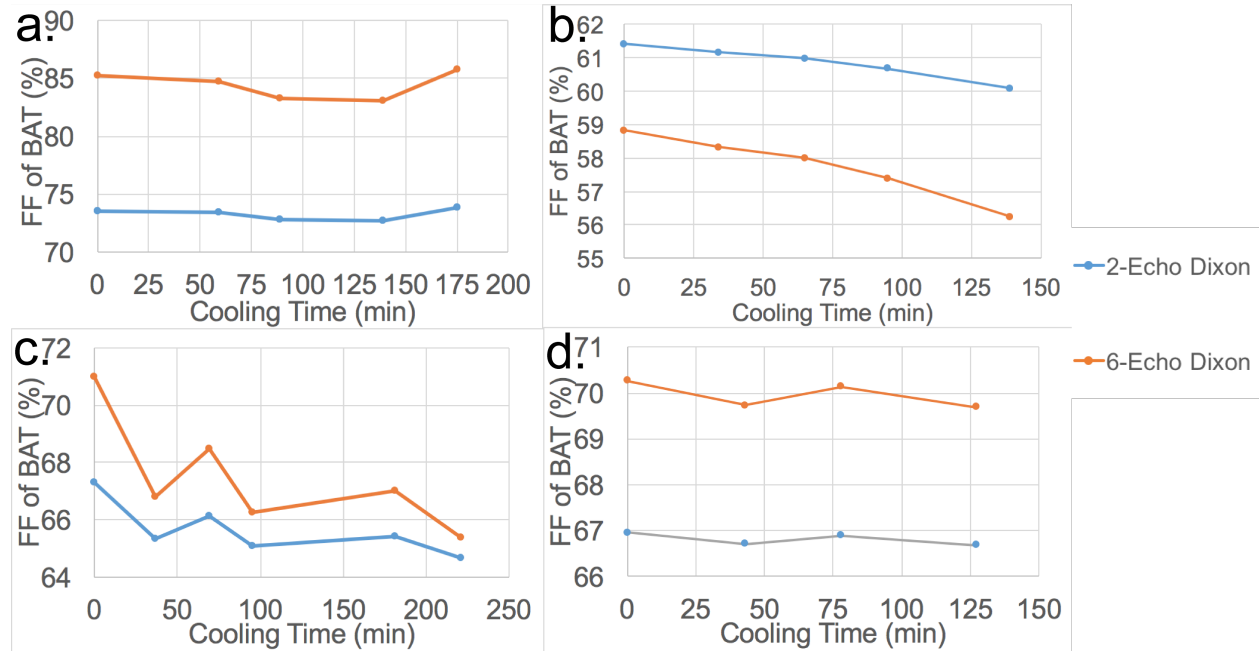 a.
FF of BAT (%)
90
85
80
75
70
0 25 50 75 100 125 150 175 200
Cooling Time (min)
b.
FF of BAT (%)
62
61
60
59
58
57
56
55
0 25 50 75 100 125 150
Cooling Time (min)
2-Echo Dixon
6-Echo Dixon
c.
FF of BAT (%)
72
70
68
66
64
0 50 100 150 200 250
Cooling Time (min)
d.
FF of BAT (%)
71
70
69
68
67
66
0 25 50 75 100 125 150
Cooling Time (min)